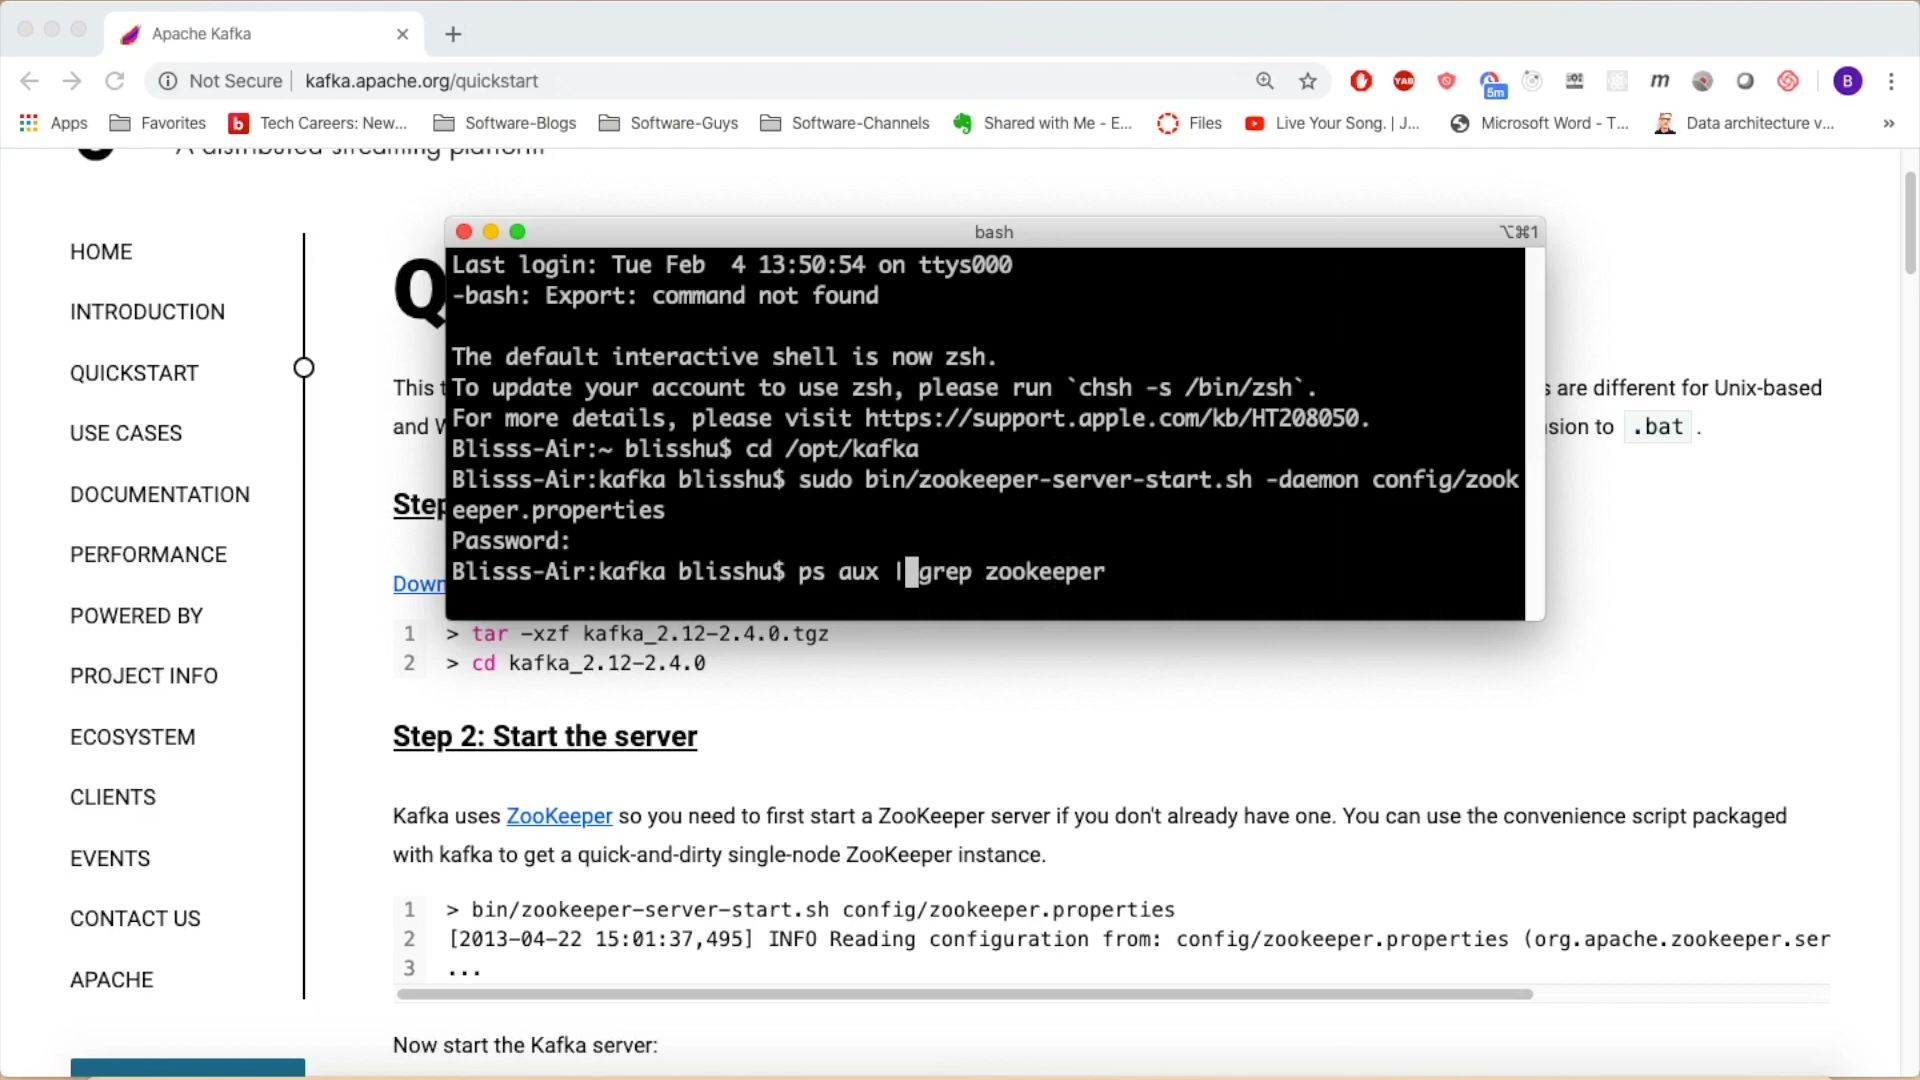 Apache Kafka
Not Secure | kafka.apache.org/quickstart
YAB
5m
m
B
Apps
Favorites
Tech Careers: New...
Software-Blogs
Software-Guys
Software-Channels
Shared with Me - E...
Files
Live Your Song. | J...
Microsoft Word - T...
Data architecture v...
»
A distributed streaming platform
HOME
INTRODUCTION
QUICKSTART
USE CASES
DOCUMENTATION
PERFORMANCE
POWERED BY
PROJECT INFO
ECOSYSTEM
CLIENTS
EVENTS
CONTACT US
APACHE
Q
This t
and W
s are different for Unix-based
sion to .bat .
bash
⌥⌘1
Last login: Tue Feb  4 13:50:54 on ttys000
-bash: Export: command not found
The default interactive shell is now zsh.
To update your account to use zsh, please run `chsh -s /bin/zsh`.
For more details, please visit https://support.apple.com/kb/HT208050.
Blisss-Air:~ blisshu$ cd /opt/kafka
Blisss-Air:kafka blisshu$ sudo bin/zookeeper-server-start.sh -daemon config/zook
eeper.properties
Password:
Blisss-Air:kafka blisshu$ ps aux | grep zookeeper
Step
Down
1 > tar -xzf kafka_2.12-2.4.0.tgz
2 > cd kafka_2.12-2.4.0
Step 2: Start the server
Kafka uses ZooKeeper so you need to first start a ZooKeeper server if you don't already have one. You can use the convenience script packaged
with kafka to get a quick-and-dirty single-node ZooKeeper instance.
1 > bin/zookeeper-server-start.sh config/zookeeper.properties
2 [2013-04-22 15:01:37,495] INFO Reading configuration from: config/zookeeper.properties (org.apache.zookeeper.ser
3 ...
Now start the Kafka server: